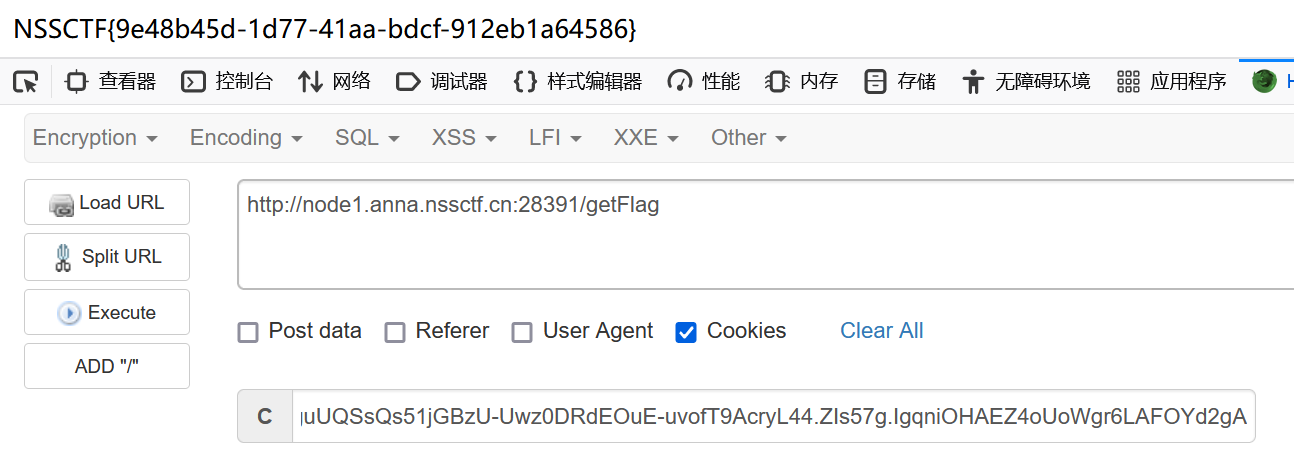 NSSCTF{9e48b45d-1d77-41aa-bdcf-912eb1a64586}
查看器 控制台 网络 调试器 样式编辑器 性能 内存 存储 无障碍环境 应用程序 H
Encryption Encoding SQL XSS LFI XXE Other
Load URL
http://node1.anna.nssctf.cn:28391/getFlag
Split URL
Execute
Post data Referer User Agent Cookies Clear All
ADD "/"
C uUQSsQs51jGBzU-Uwz0DRdEOuE-uvofT9AcryL44.ZIs57g.IgqniOHAEZ4oUoWgr6LAFOYd2gA